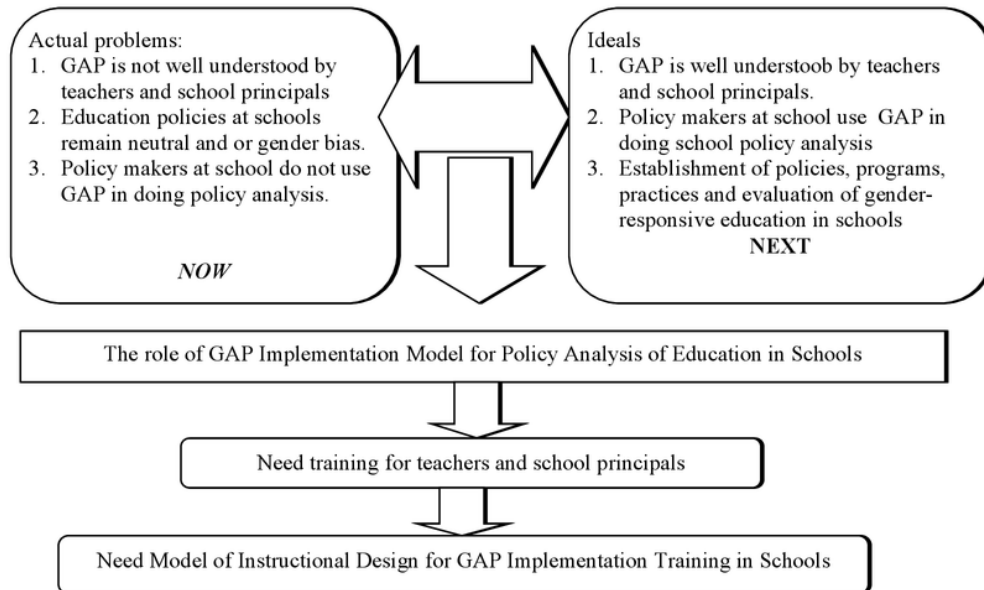 Actual problems:
1. GAP is not well understood by
teachers and school principals
2. Education policies at schools
remain neutral and or gender bias.
3. Policy makers at school do not use
GAP in doing policy analysis.
NOW
Ideals
1. GAP is well understoob by teachers
and school principals.
2. Policy makers at school use GAP in
doing school policy analysis
3. Establishment of policies, programs,
practices and evaluation of gender-
responsive education in schools
NEXT
The role of GAP Implementation Model for Policy Analysis of Education in Schools
Need training for teachers and school principals
Need Model of Instructional Design for GAP Implementation Training in Schools